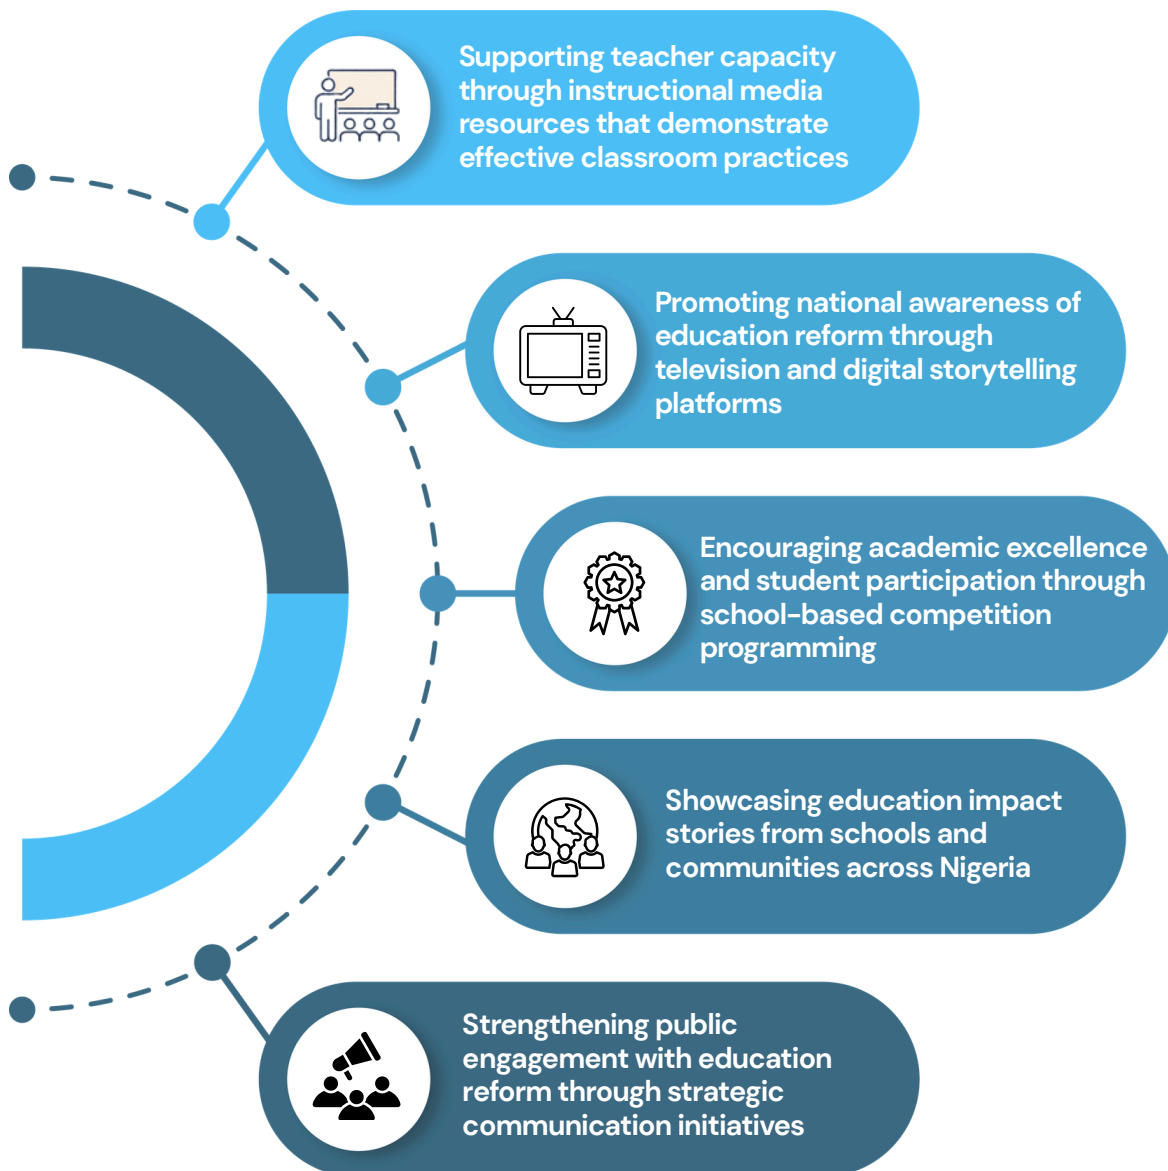 Supporting teacher capacity
through instructional media
resources that demonstrate
effective classroom practices
Promoting national awareness of
education reform through
television and digital storytelling
platforms
Encouraging academic excellence
and student participation through
school-based competition
programming
Showcasing education impact
stories from schools and
communities across Nigeria
Strengthening public
engagement with education
reform through strategic
communication initiatives